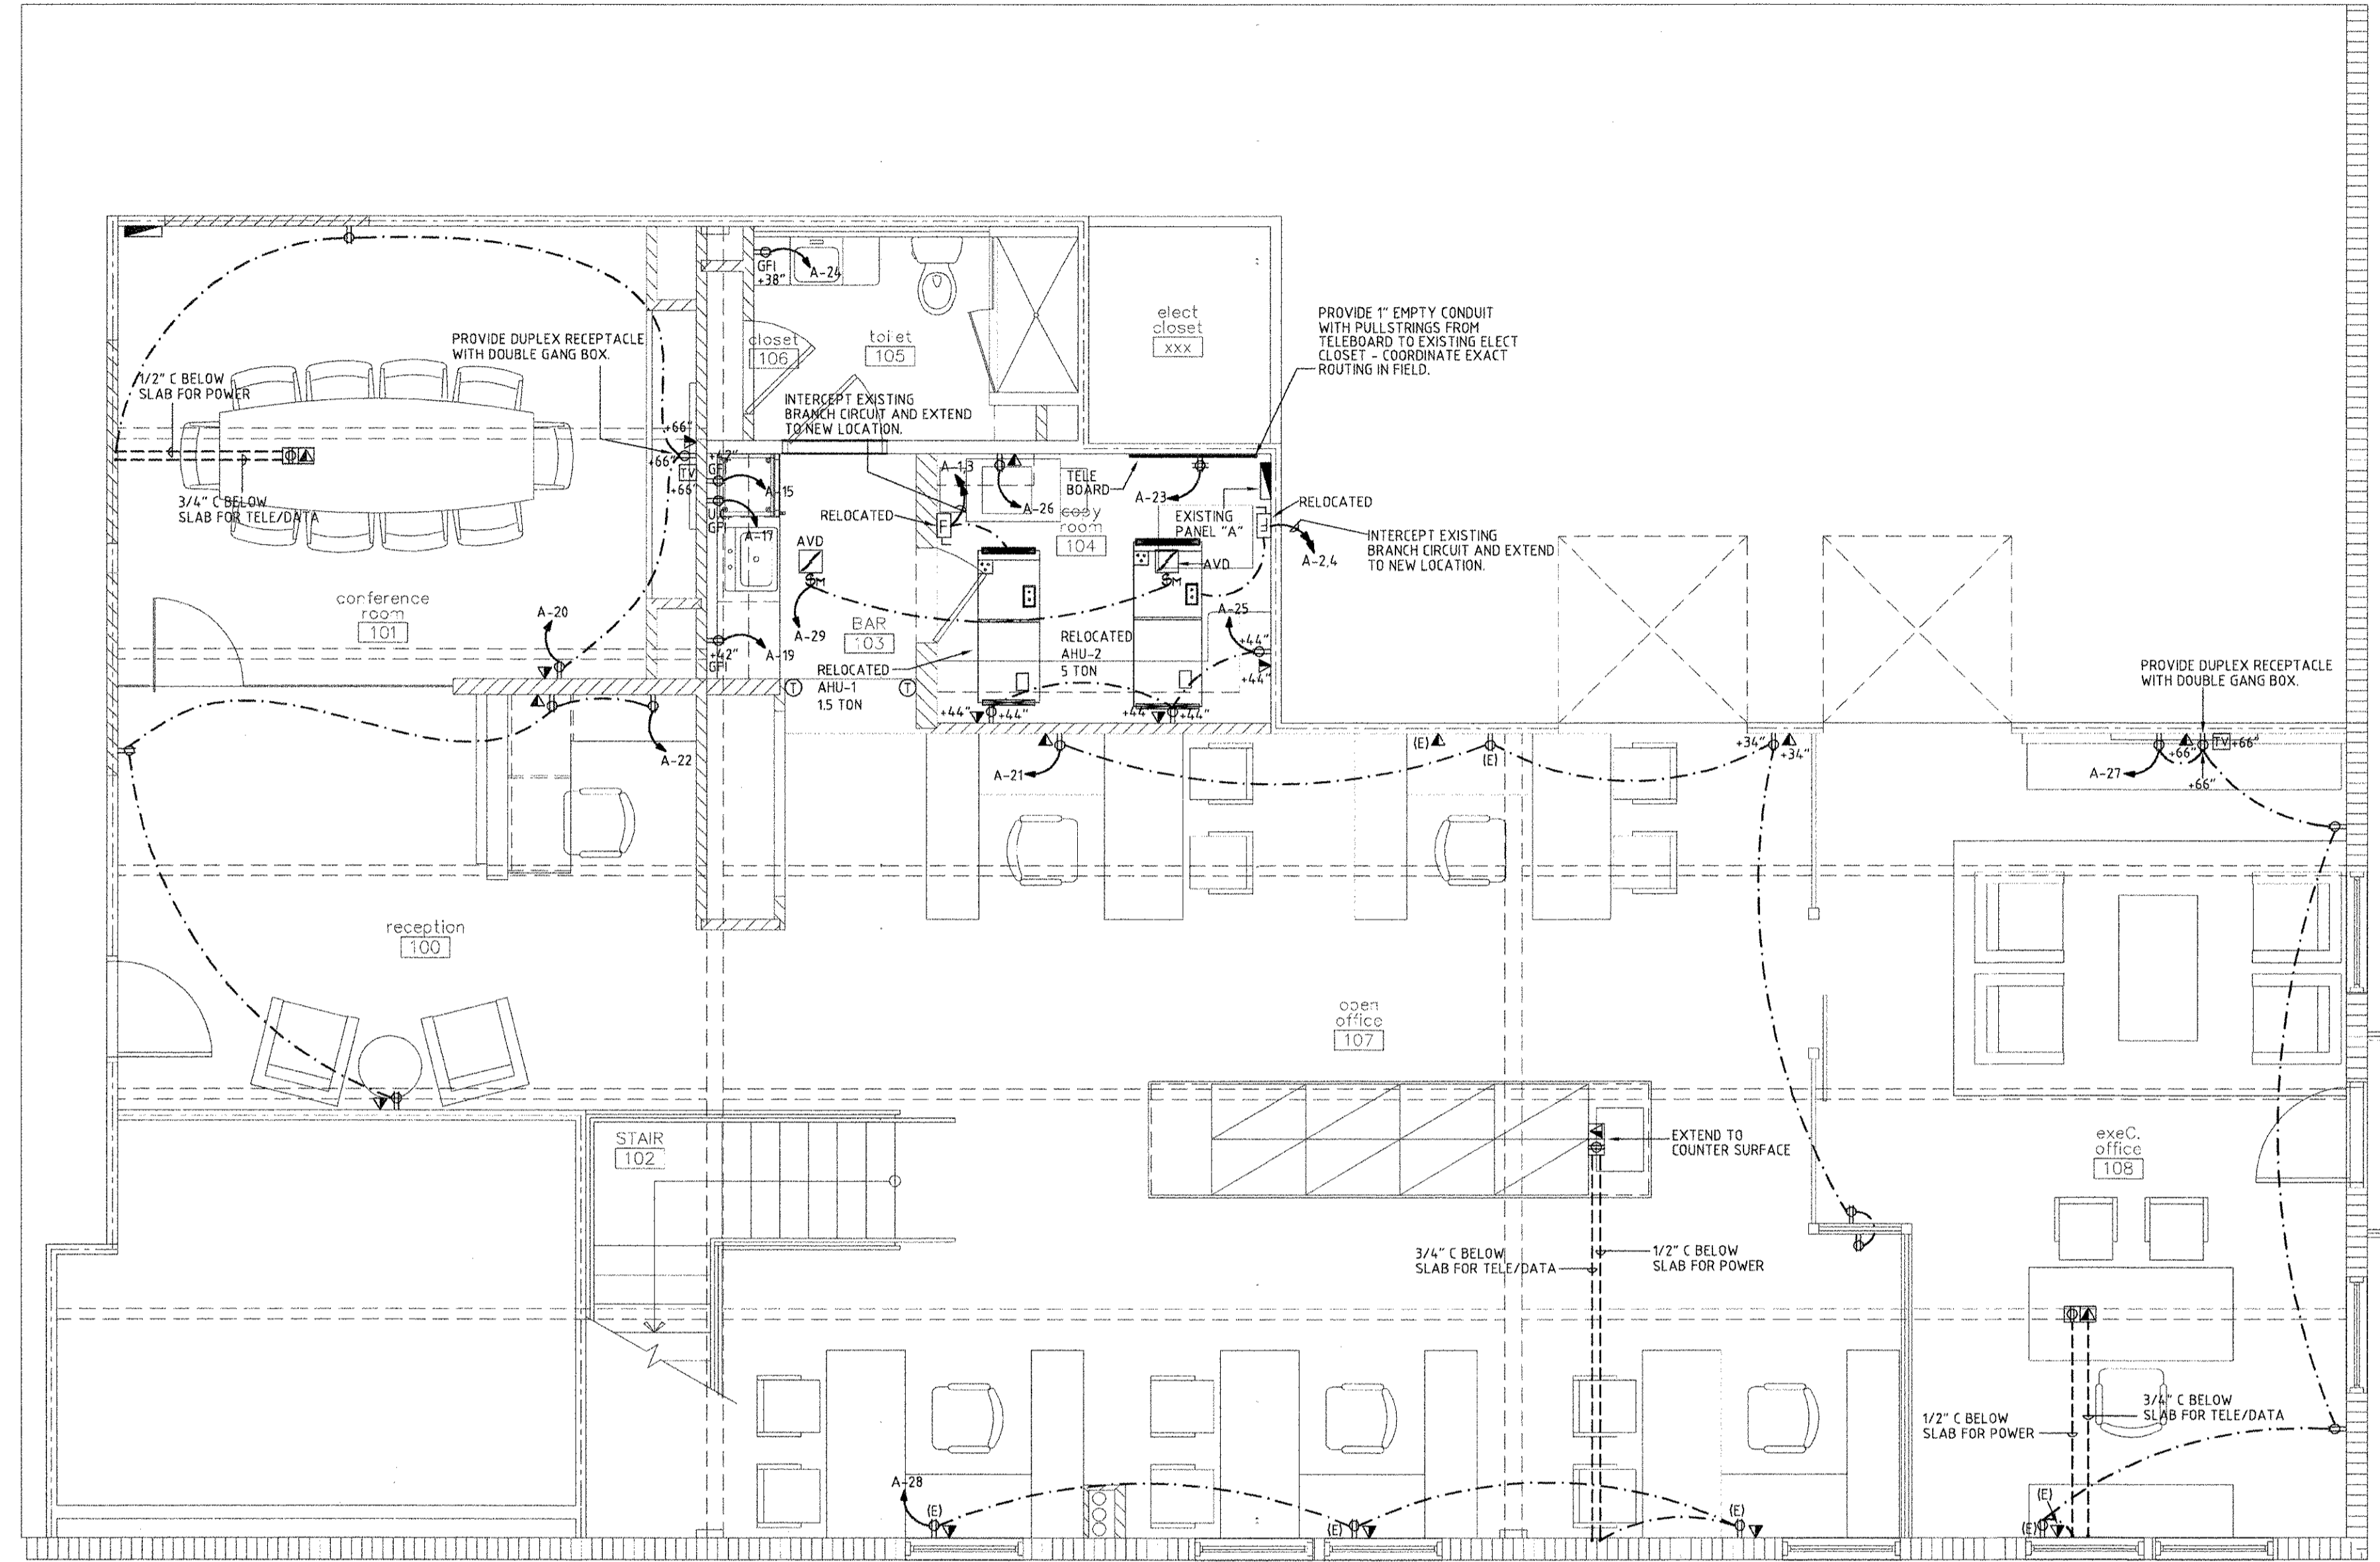 GFI
+38"
A-24
elect
closet
xxx
PROVIDE 1" EMPTY CONDUIT
WITH PULLSTRINGS FROM
TELEBOARD TO EXISTING ELECT
CLOSET - COORDINATE EXACT
ROUTING IN FIELD.
PROVIDE DUPLEX RECEPTACLE
WITH DOUBLE GANG BOX.
closet
106
toilet
105
1/2" C BELOW
SLAB FOR POWER
INTERCEPT EXISTING
BRANCH CIRCUIT AND EXTEND
TO NEW LOCATION.
+66"
+66"
TV
+66"
+42"
GFI
A-15
A-17
GFI
3/4" C BELOW
SLAB FOR TELE/DATA
A-1,3
RELOCATED
F
A-26
TELE
BOARD
A-23
copy
room
104
EXISTING
PANEL "A"
RELOCATED
F
INTERCEPT EXISTING
BRANCH CIRCUIT AND EXTEND
TO NEW LOCATION.
A-2,4
AVD
$M
AVD
$M
conference
room
101
A-20
A-29
BAR
103
A-19
+42"
GFI
A-25
+44"
+44"
RELOCATED
AHU-2
5 TON
RELOCATED
AHU-1
1.5 TON
T
T
+44"
+44"
+44"
+44"
PROVIDE DUPLEX RECEPTACLE
WITH DOUBLE GANG BOX.
A-22
A-21
(E)
(E)
+34"
+34"
A-27
+66"
TV
+66"
+66"
reception
100
open
office
107
STAIR
102
EXTEND TO
COUNTER SURFACE
exeC.
office
108
3/4" C BELOW
SLAB FOR TELE/DATA
1/2" C BELOW
SLAB FOR POWER
1/2" C BELOW
SLAB FOR POWER
3/4" C BELOW
SLAB FOR TELE/DATA
A-28
(E)
(E)
(E)
(E)
(E)